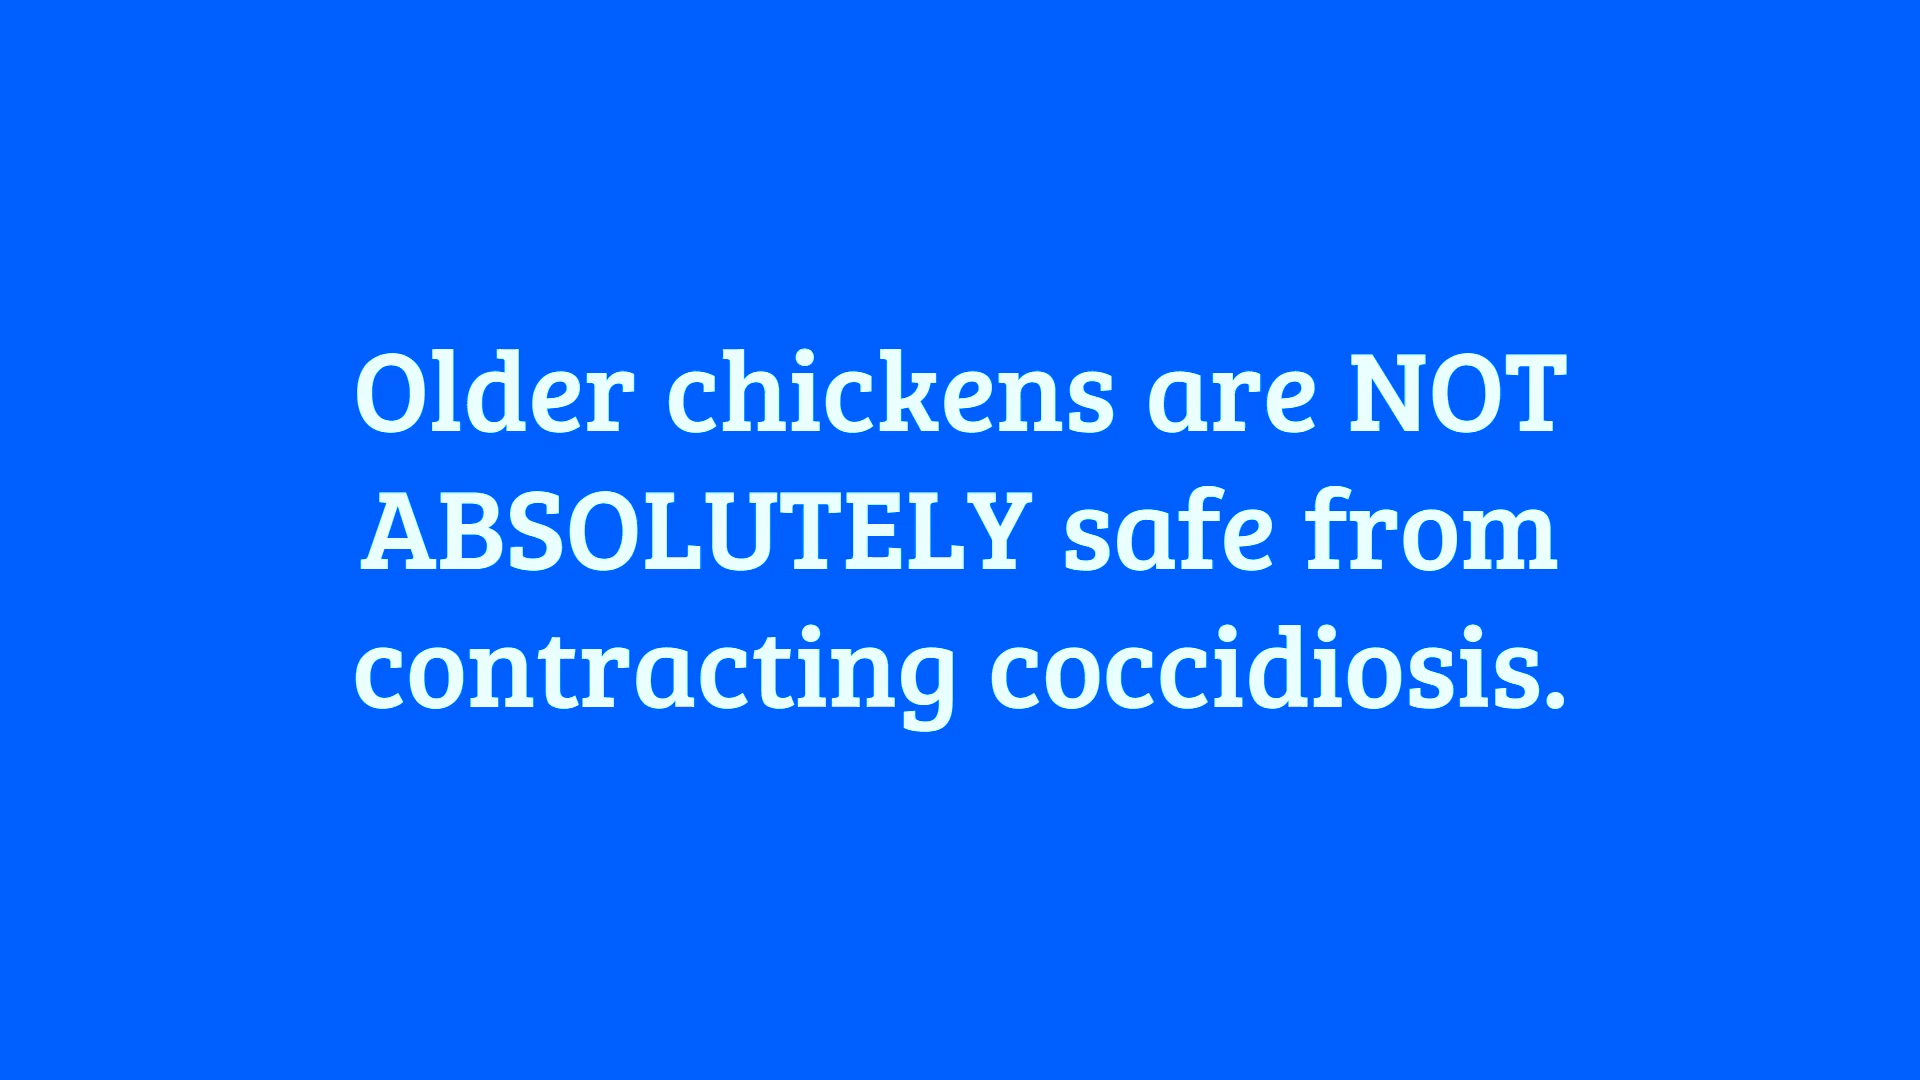 Older chickens are NOT
ABSOLUTELY safe from
contracting coccidiosis.